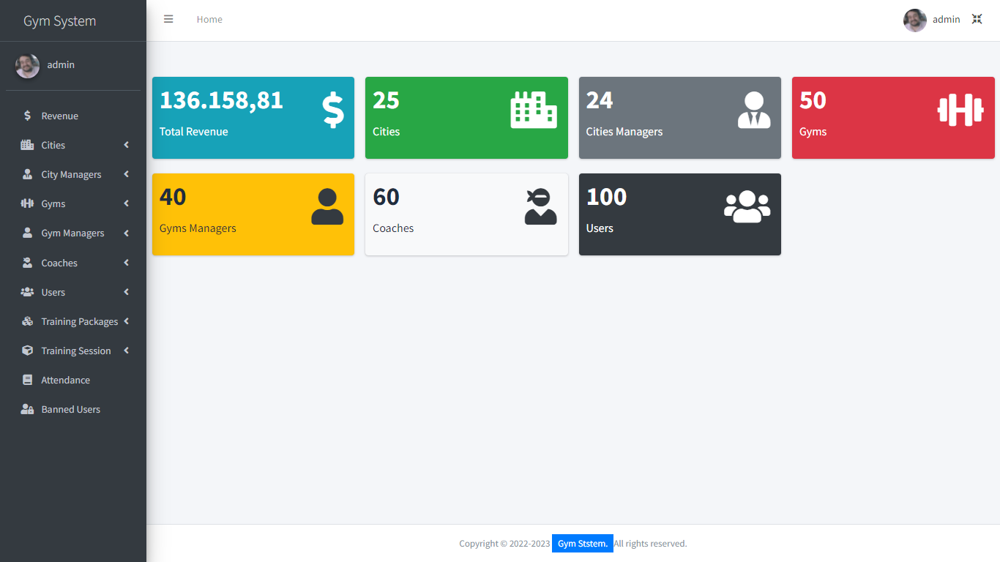 Gym System
Home
admin
admin
Revenue
Cities
City Managers
Gyms
Gym Managers
Coaches
Users
Training Packages
Training Session
Attendance
Banned Users
136.158,81
Total Revenue
25
Cities
24
Cities Managers
50
Gyms
40
Gyms Managers
60
Coaches
100
Users
Copyright © 2022-2023 Gym Ststem. All rights reserved.